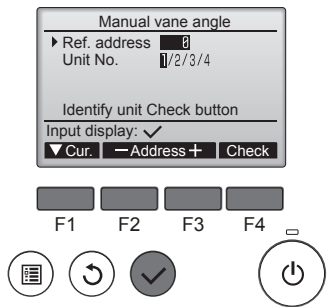 Manual vane angle
Ref. address 0
Unit No. 1/2/3/4
Identify unit Check button
Input display: ✓
▼ Cur. − Address + Check
F1 F2 F3 F4